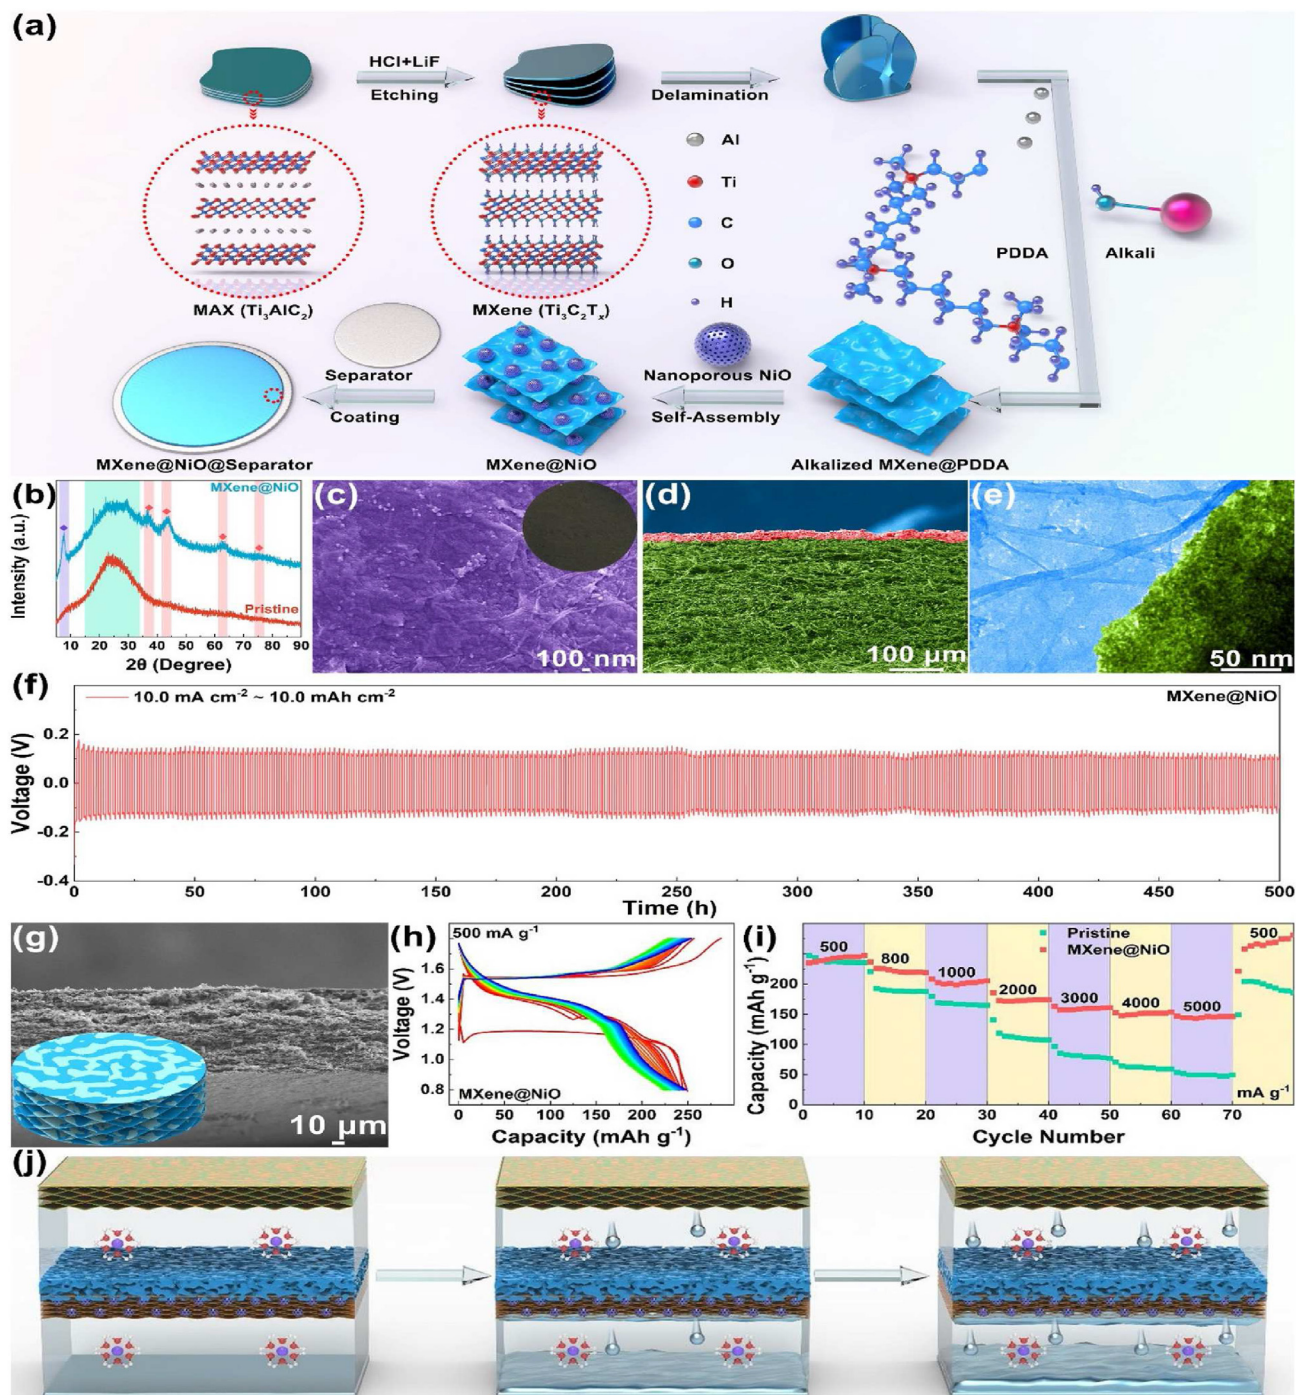 (a)
HCl+LiF
Etching
Delamination
Al
Ti
C
O
H
PDDA
Alkali
MAX (Ti₃AlC₂)
MXene (Ti₃C₂Tₓ)
Separator
Coating
Nanoporous NiO
Self-Assembly
MXene@NiO@Separator
MXene@NiO
Alkalized MXene@PDDA
(b)
MXene@NiO
Pristine
Intensity (a.u.)
5 10 20 30 40 50 60 70 80 90
2θ (Degree)
(c)
100 nm
(d)
100 µm
(e)
50 nm
(f)
10.0 mA cm⁻² ~ 10.0 mAh cm⁻²
MXene@NiO
Voltage (V)
0.2
0.0
-0.2
-0.4
0 50 100 150 200 250 300 350 400 450 500
Time (h)
(g)
10 µm
(h)
500 mA g⁻¹
Voltage (V)
1.8
1.6
1.4
1.2
1.0
0.8
MXene@NiO
0 50 100 150 200 250 300
Capacity (mAh g⁻¹)
(i)
Pristine
MXene@NiO
500
800
1000
2000
3000
4000
5000
500
mA g⁻¹
Capacity (mAh g⁻¹)
250
200
150
100
50
0
0 10 20 30 40 50 60 70
Cycle Number
(j)